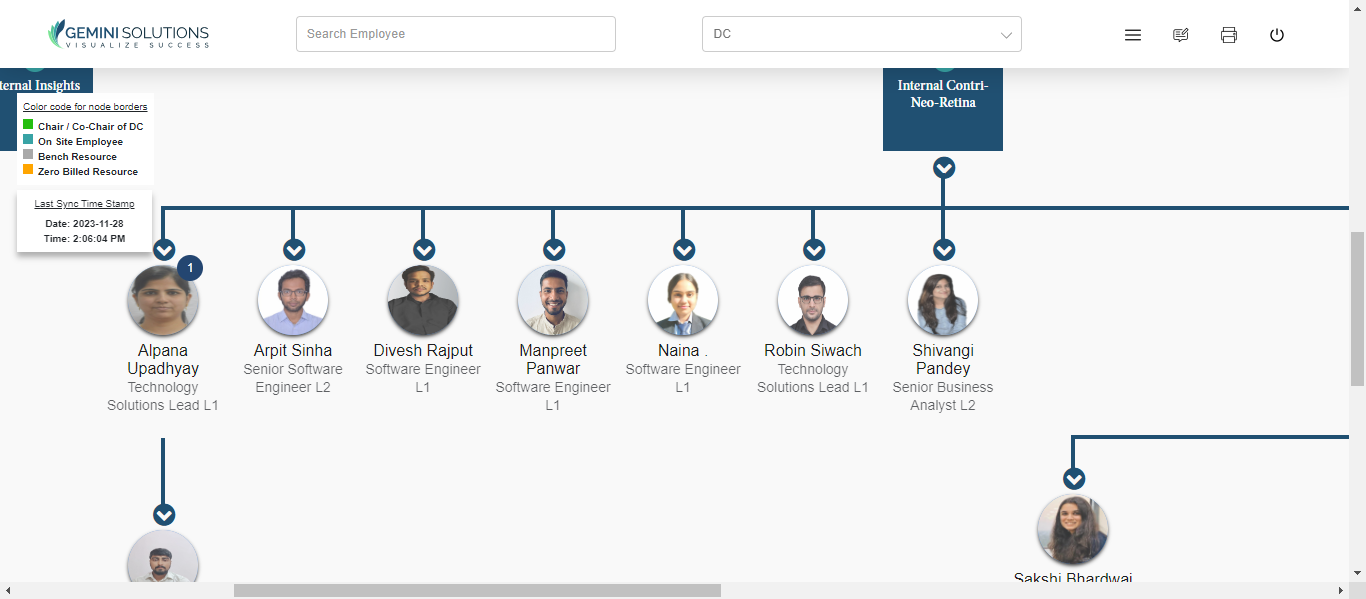 GEMINI SOLUTIONS
VISUALIZE SUCCESS
Search Employee
DC
ternal Insights
Color code for node borders
Chair / Co-Chair of DC
On Site Employee
Bench Resource
Zero Billed Resource
Last Sync Time Stamp
Date: 2023-11-28
Time: 2:06:04 PM
Internal Contri-
Neo-Retina
1
Alpana
Upadhyay
Technology
Solutions Lead L1
Arpit Sinha
Senior Software
Engineer L2
Divesh Rajput
Software Engineer
L1
Manpreet
Panwar
Software Engineer
L1
Naina .
Software Engineer
L1
Robin Siwach
Technology
Solutions Lead L1
Shivangi
Pandey
Senior Business
Analyst L2
Sakshi Bhardwaj